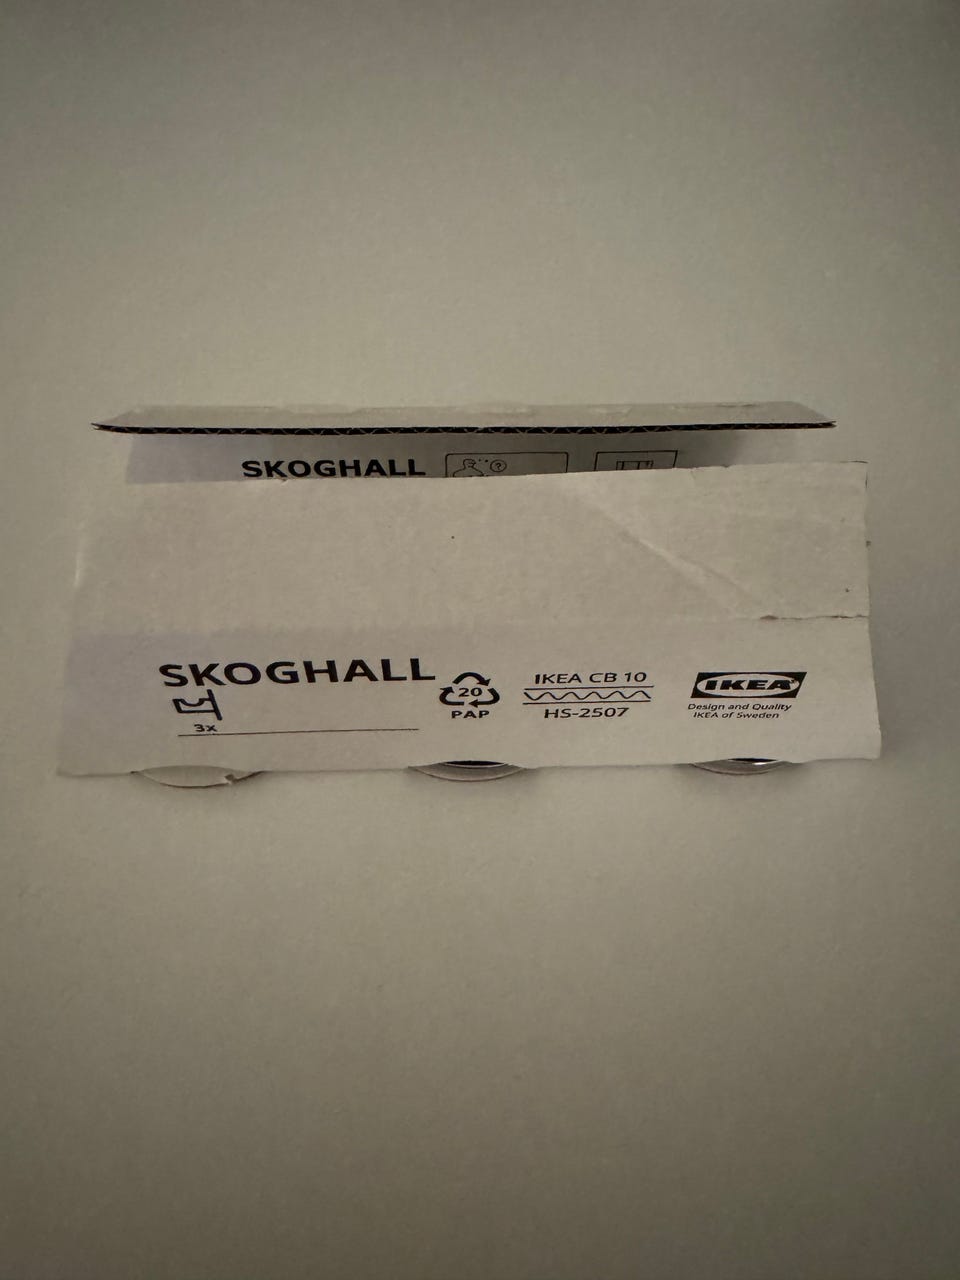 SKOGHALL
?
SKOGHALL
3x
20
PAP
IKEA CB 10
HS-2507
IKEA
Design and Quality
IKEA of Sweden